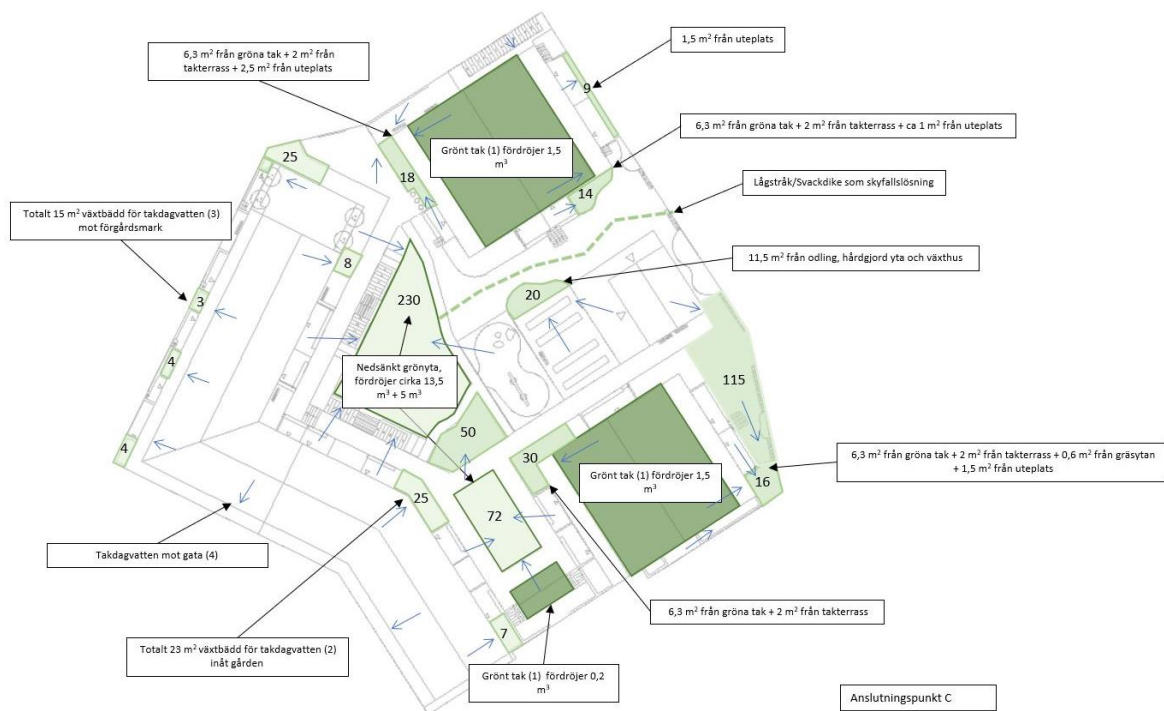 6,3 m² från gröna tak + 2 m² från
takterrass + 2,5 m² från uteplats
1,5 m² från uteplats
9
Grönt tak (1) fördröjer 1,5
m³
6,3 m² från gröna tak + 2 m² från takterrass + ca 1 m² från uteplats
25
18
14
Lågstråk/Svackdike som skyfallslösning
4
Totalt 15 m² växtbädd för takdagvatten (3)
mot förgårdsmark
8
11,5 m² från odling, hårdgjord yta och växthus
3
230
20
4
Nedsänkt grönyta,
fördröjer cirka 13,5
m³ + 5 m³
115
50
4
30
6,3 m² från gröna tak + 2 m² från takterrass + 0,6 m² från gräsytan
+ 1,5 m² från uteplats
Grönt tak (1) fördröjer 1,5
m³
16
25
72
Takdagvatten mot gata (4)
6,3 m² från gröna tak + 2 m² från takterrass
7
Totalt 23 m² växtbädd för takdagvatten (2)
inåt gården
Grönt tak (1) fördröjer 0,2
m³
Anslutningspunkt C